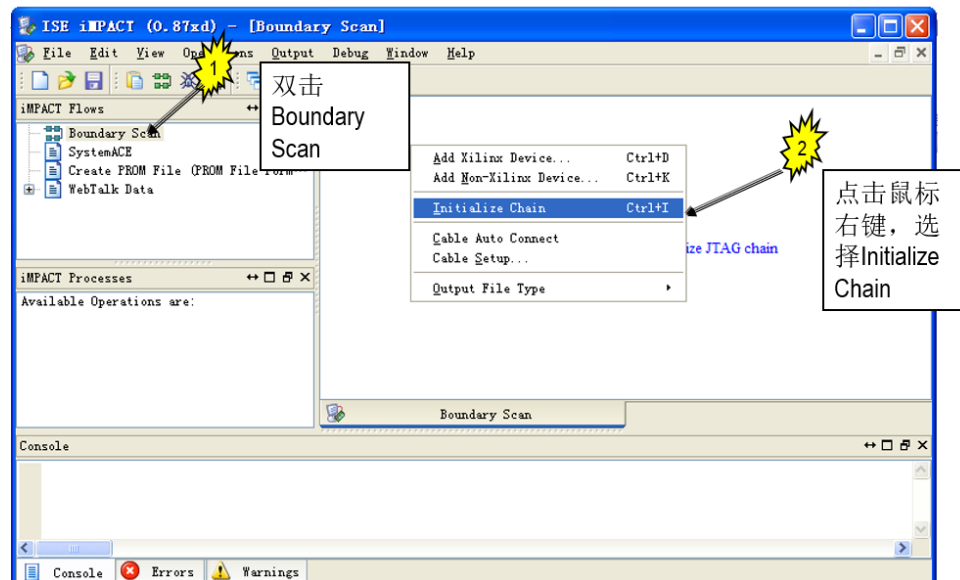 ISE iMPACT (0.87xd) - [Boundary Scan]
File Edit View Output Debug Window Help
1
双击
Boundary
Scan
iMPACT Flows
Boundary Scan
SystemACE
Create PROM File (PROM File Form
WebTalk Data
2
Add Xilinx Device... Ctrl+D
Add Non-Xilinx Device... Ctrl+K
Initialize Chain Ctrl+I
Cable Auto Connect
Cable Setup...
Output File Type
ize JTAG chain
点击鼠标
右键，选
择Initialize
Chain
iMPACT Processes
Available Operations are:
Boundary Scan
Console
Console Errors Warnings